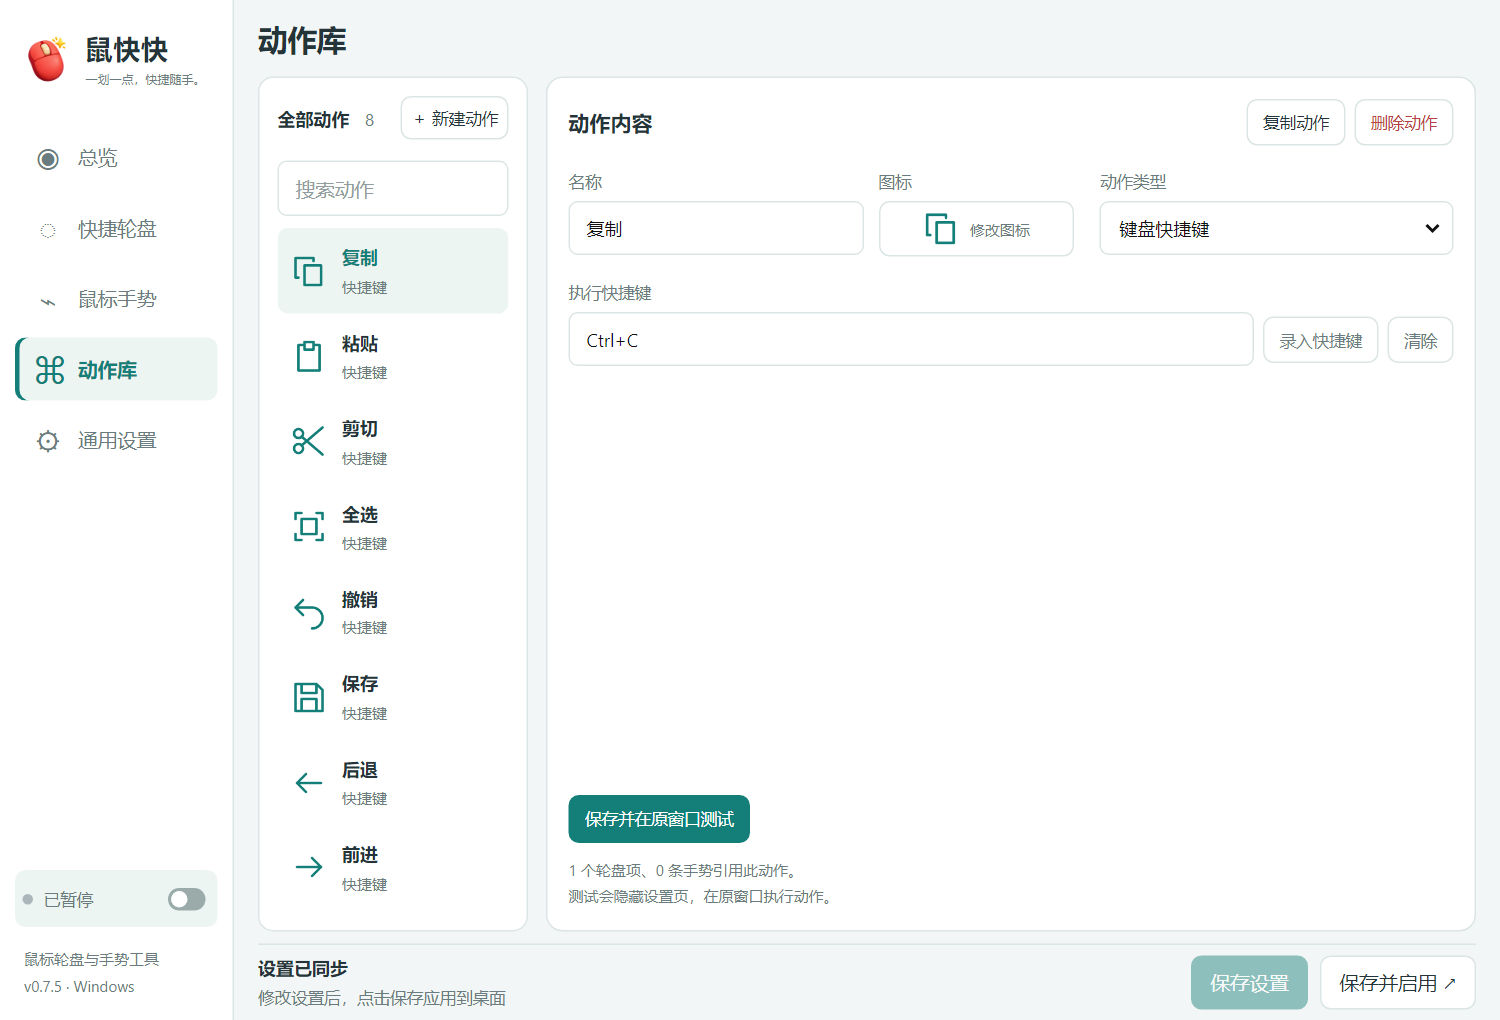 鼠快快
一划一点，快捷随手。
总览
快捷轮盘
鼠标手势
动作库
通用设置
已暂停
鼠标轮盘与手势工具
v0.7.5 · Windows
动作库
全部动作 8
+ 新建动作
搜索动作
复制
快捷键
粘贴
快捷键
剪切
快捷键
全选
快捷键
撤销
快捷键
保存
快捷键
后退
快捷键
前进
快捷键
动作内容
复制动作
删除动作
名称
图标
动作类型
复制
修改图标
键盘快捷键
执行快捷键
Ctrl+C
录入快捷键
清除
保存并在原窗口测试
1 个轮盘项、0 条手势引用此动作。
测试会隐藏设置页，在原窗口执行动作。
设置已同步
修改设置后，点击保存应用到桌面
保存设置
保存并启用 ↗